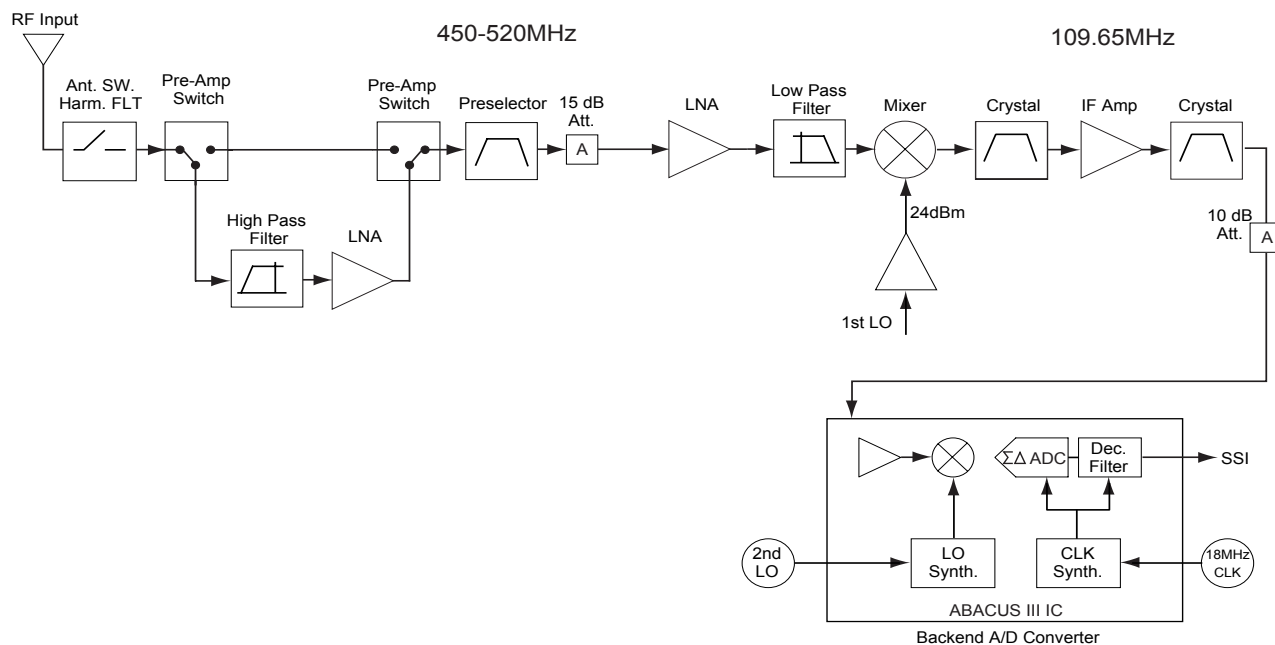 RF Input
450-520MHz
109.65MHz
Ant. SW.
Harm. FLT
Pre-Amp
Switch
Pre-Amp
Switch
Preselector
15 dB
Att.
A
LNA
Low Pass
Filter
Mixer
Crystal
IF Amp
Crystal
High Pass
Filter
LNA
24dBm
1st LO
10 dB
Att.
A
ΣΔ ADC
Dec.
Filter
SSI
2nd
LO
LO
Synth.
CLK
Synth.
18MHz
CLK
ABACUS III IC
Backend A/D Converter